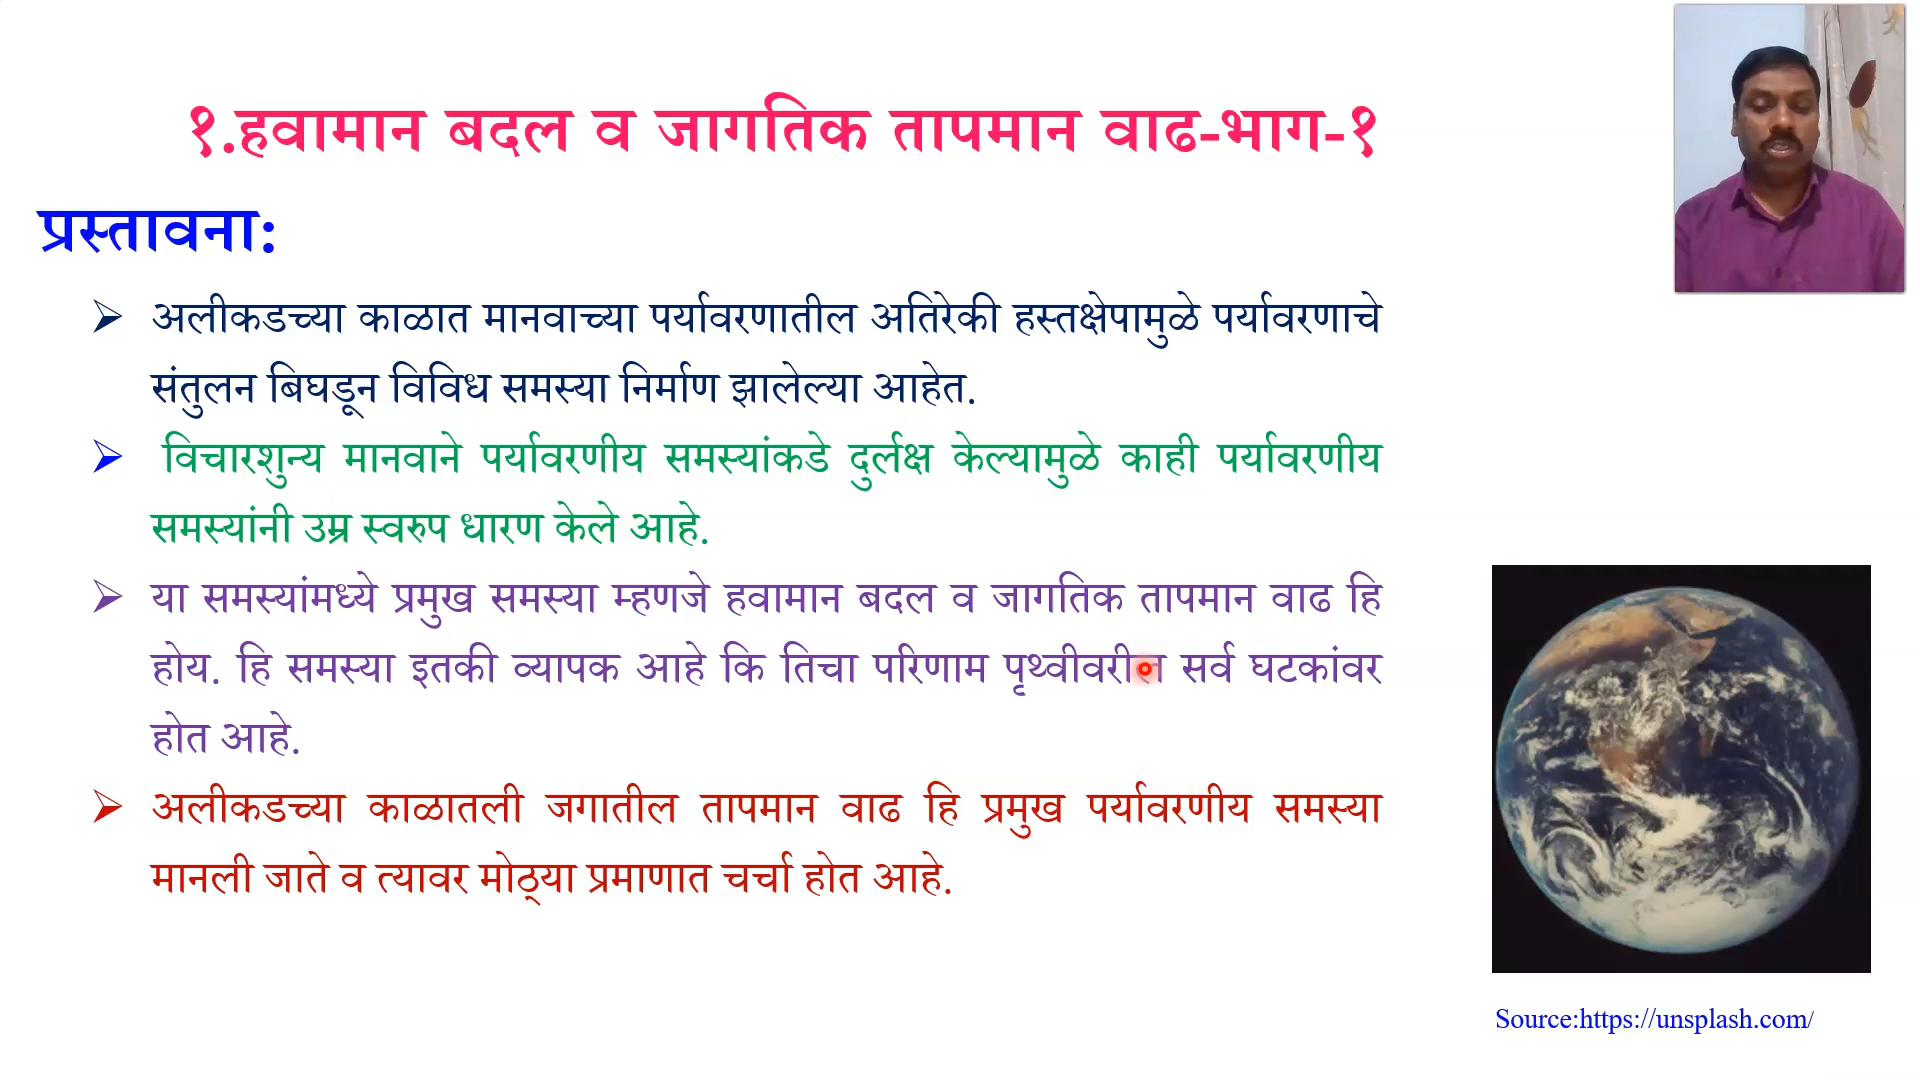 १.हवामान बदल व जागतिक तापमान वाढ-भाग-१
प्रस्तावना:
➢ अलीकडच्या काळात मानवाच्या पर्यावरणातील अतिरेकी हस्तक्षेपामुळे पर्यावरणाचे
संतुलन बिघडून विविध समस्या निर्माण झालेल्या आहेत.
➢ विचारशुन्य मानवाने पर्यावरणीय समस्यांकडे दुर्लक्ष केल्यामुळे काही पर्यावरणीय
समस्यांनी उग्र स्वरुप धारण केले आहे.
➢ या समस्यांमध्ये प्रमुख समस्या म्हणजे हवामान बदल व जागतिक तापमान वाढ हि
होय. हि समस्या इतकी व्यापक आहे कि तिचा परिणाम पृथ्वीवरील सर्व घटकांवर
होत आहे.
➢ अलीकडच्या काळातली जगातील तापमान वाढ हि प्रमुख पर्यावरणीय समस्या
मानली जाते व त्यावर मोठ्या प्रमाणात चर्चा होत आहे.
Source:https://unsplash.com/